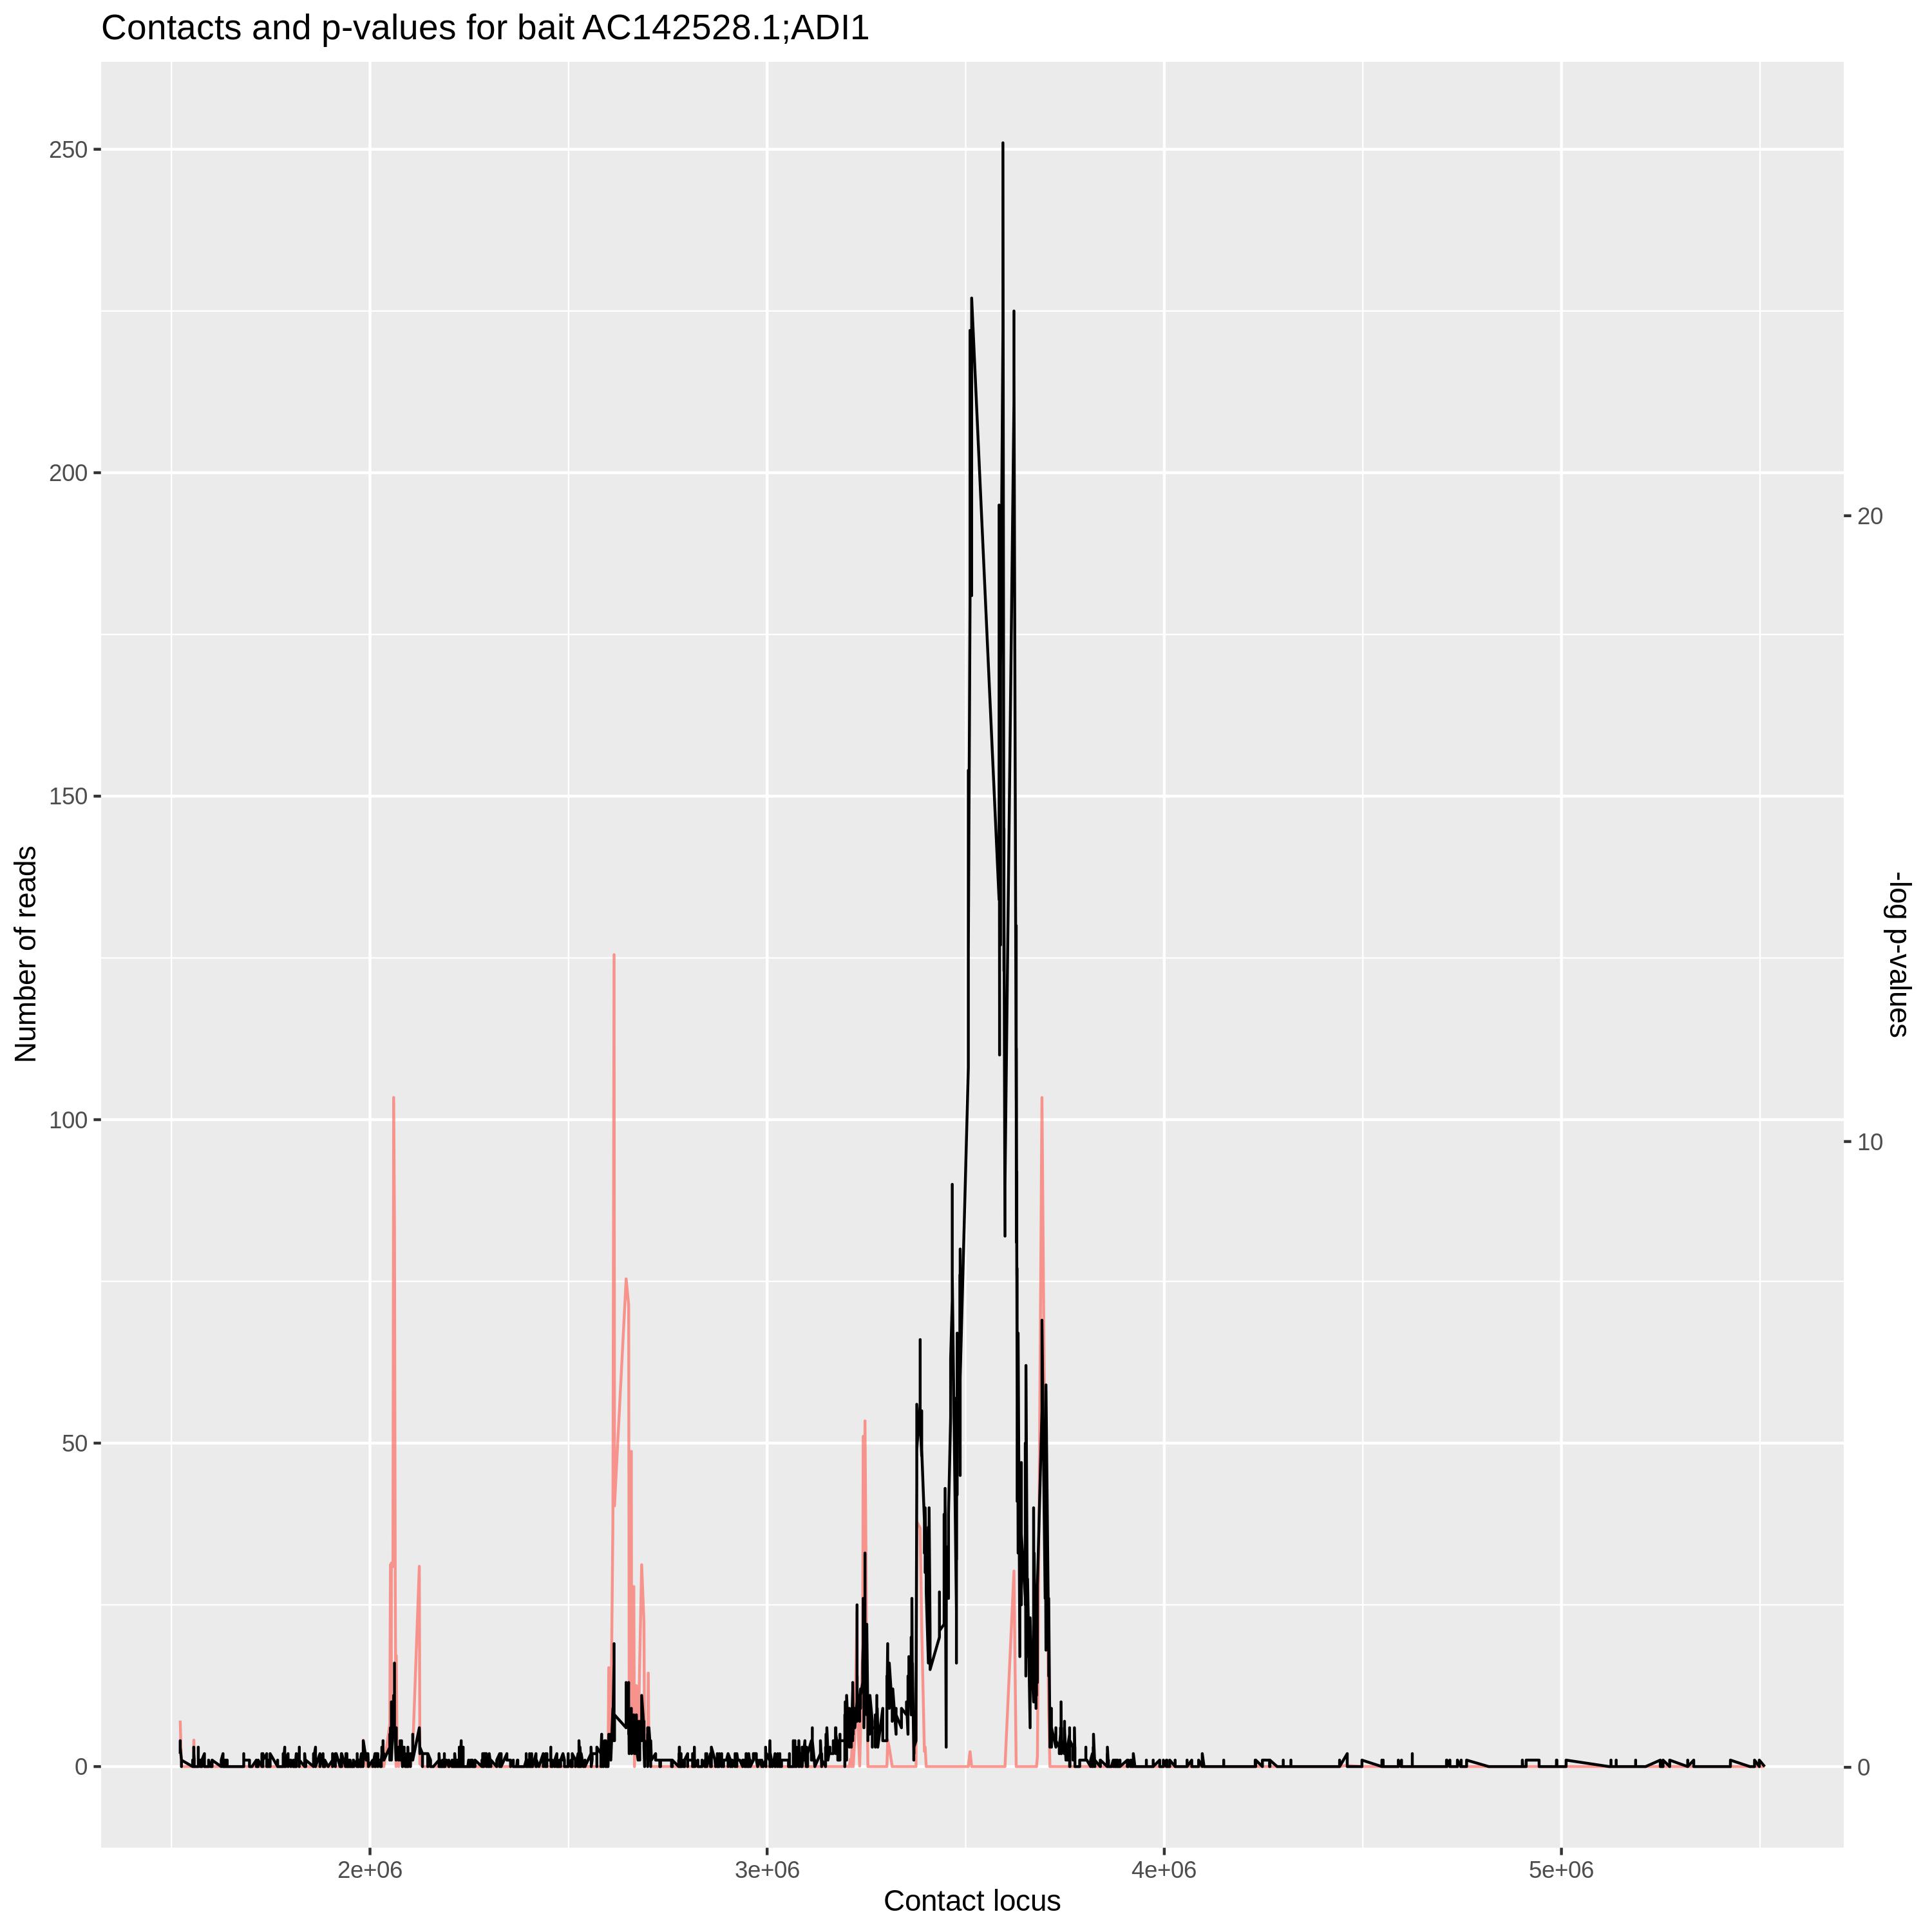 Contacts and p-values for bait AC142528.1;ADI1
250
200
150
100
50
0
Number of reads
20
10
0
-log p-values
2e+06
3e+06
4e+06
5e+06
Contact locus